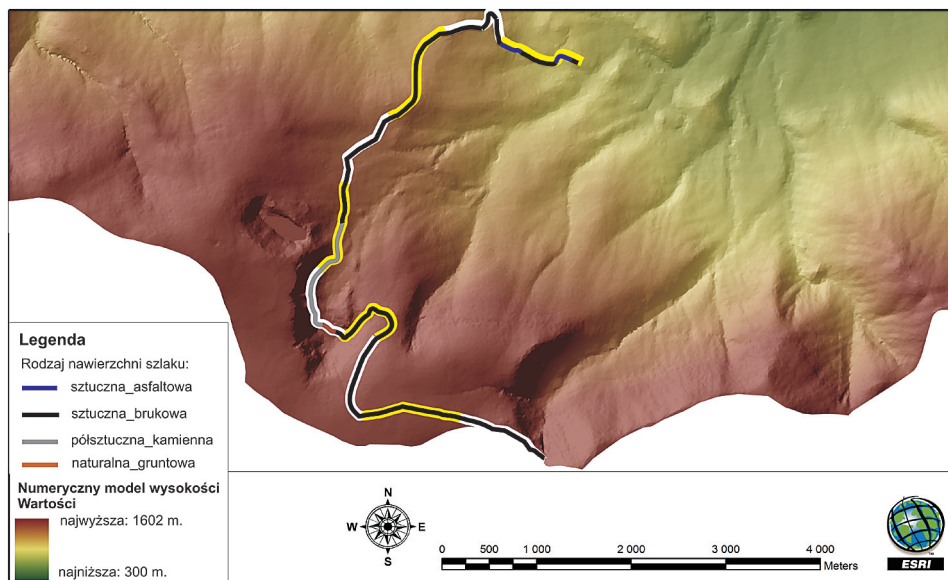 Legenda
Rodzaj nawierzchni szlaku:
sztuczna_asfaltowa
sztuczna_brukowa
półsztuczna_kamienna
naturalna_gruntowa
Numeryczny model wysokości
Wartości
najwyższa: 1602 m.
najniższa: 300 m.
N
W E
S
0 500 1 000 2 000 3 000 4 000
Meters
ESRI